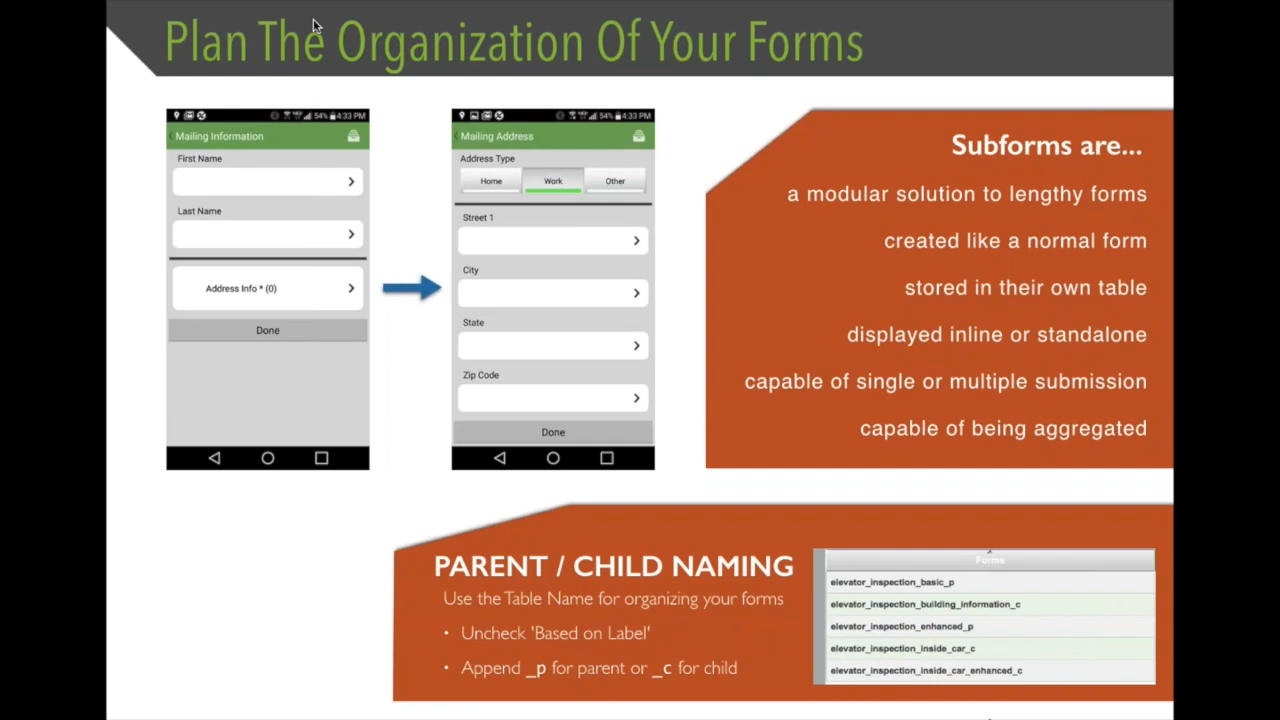 Plan The Organization Of Your Forms
54% 4:33 PM
Mailing Information
First Name
Last Name
Address Info * (0)
Done
54% 4:33 PM
Mailing Address
Address Type
Home Work Other
Street 1
City
State
Zip Code
Done
Subforms are...
a modular solution to lengthy forms
created like a normal form
stored in their own table
displayed inline or standalone
capable of single or multiple submission
capable of being aggregated
PARENT / CHILD NAMING
Use the Table Name for organizing your forms
• Uncheck 'Based on Label'
• Append _p for parent or _c for child
Forms
elevator_inspection_basic_p
elevator_inspection_building_information_c
elevator_inspection_enhanced_p
elevator_inspection_inside_car_c
elevator_inspection_inside_car_enhanced_c